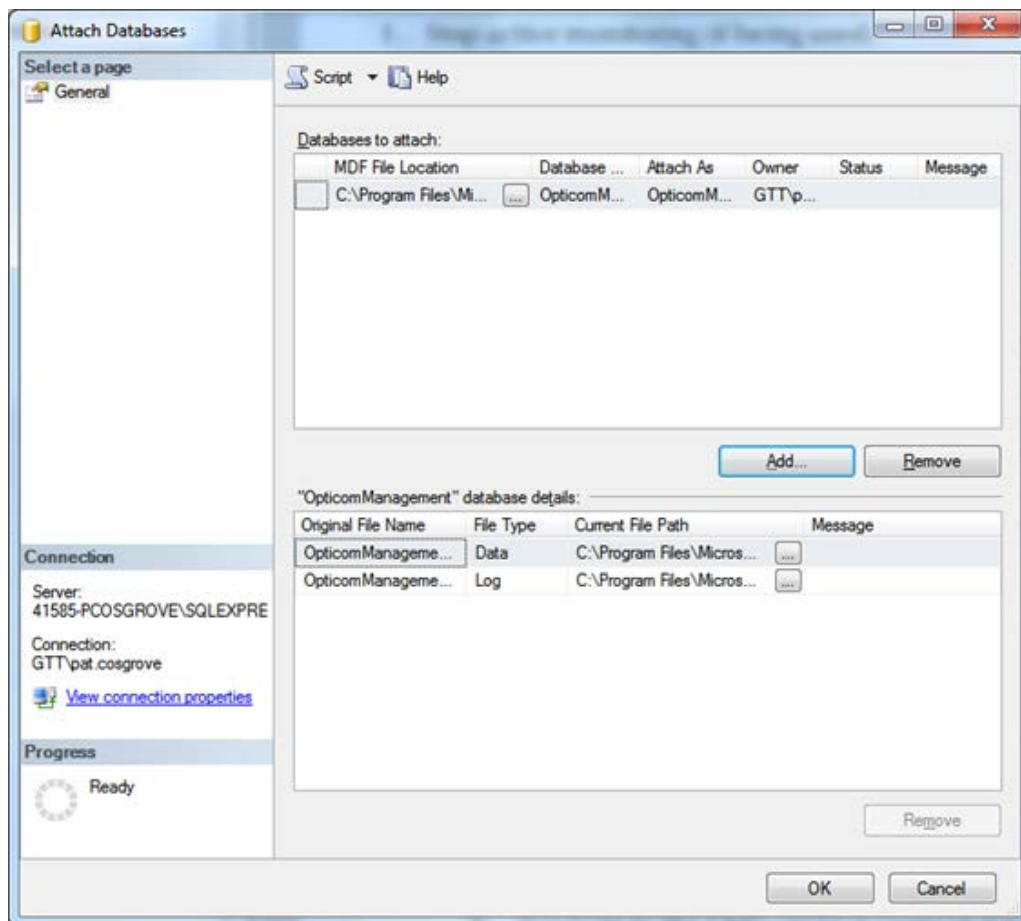 Attach Databases
Select a page
General
Script Help
Databases to attach:
MDF File Location Database ... Attach As Owner Status Message
C:\Program Files\Mi... ... OpticomM... OpticomM... GTT\p...
Add... Remove
"OpticomManagement" database details:
Original File Name File Type Current File Path Message
OpticomManageme... Data C:\Program Files\Micros... ...
OpticomManageme... Log C:\Program Files\Micros... ...
Connection
Server:
41585-PCOSGROVE\SQLEXPRE
Connection:
GTT\pat.cosgrove
View connection properties
Progress
Ready
Remove
OK Cancel